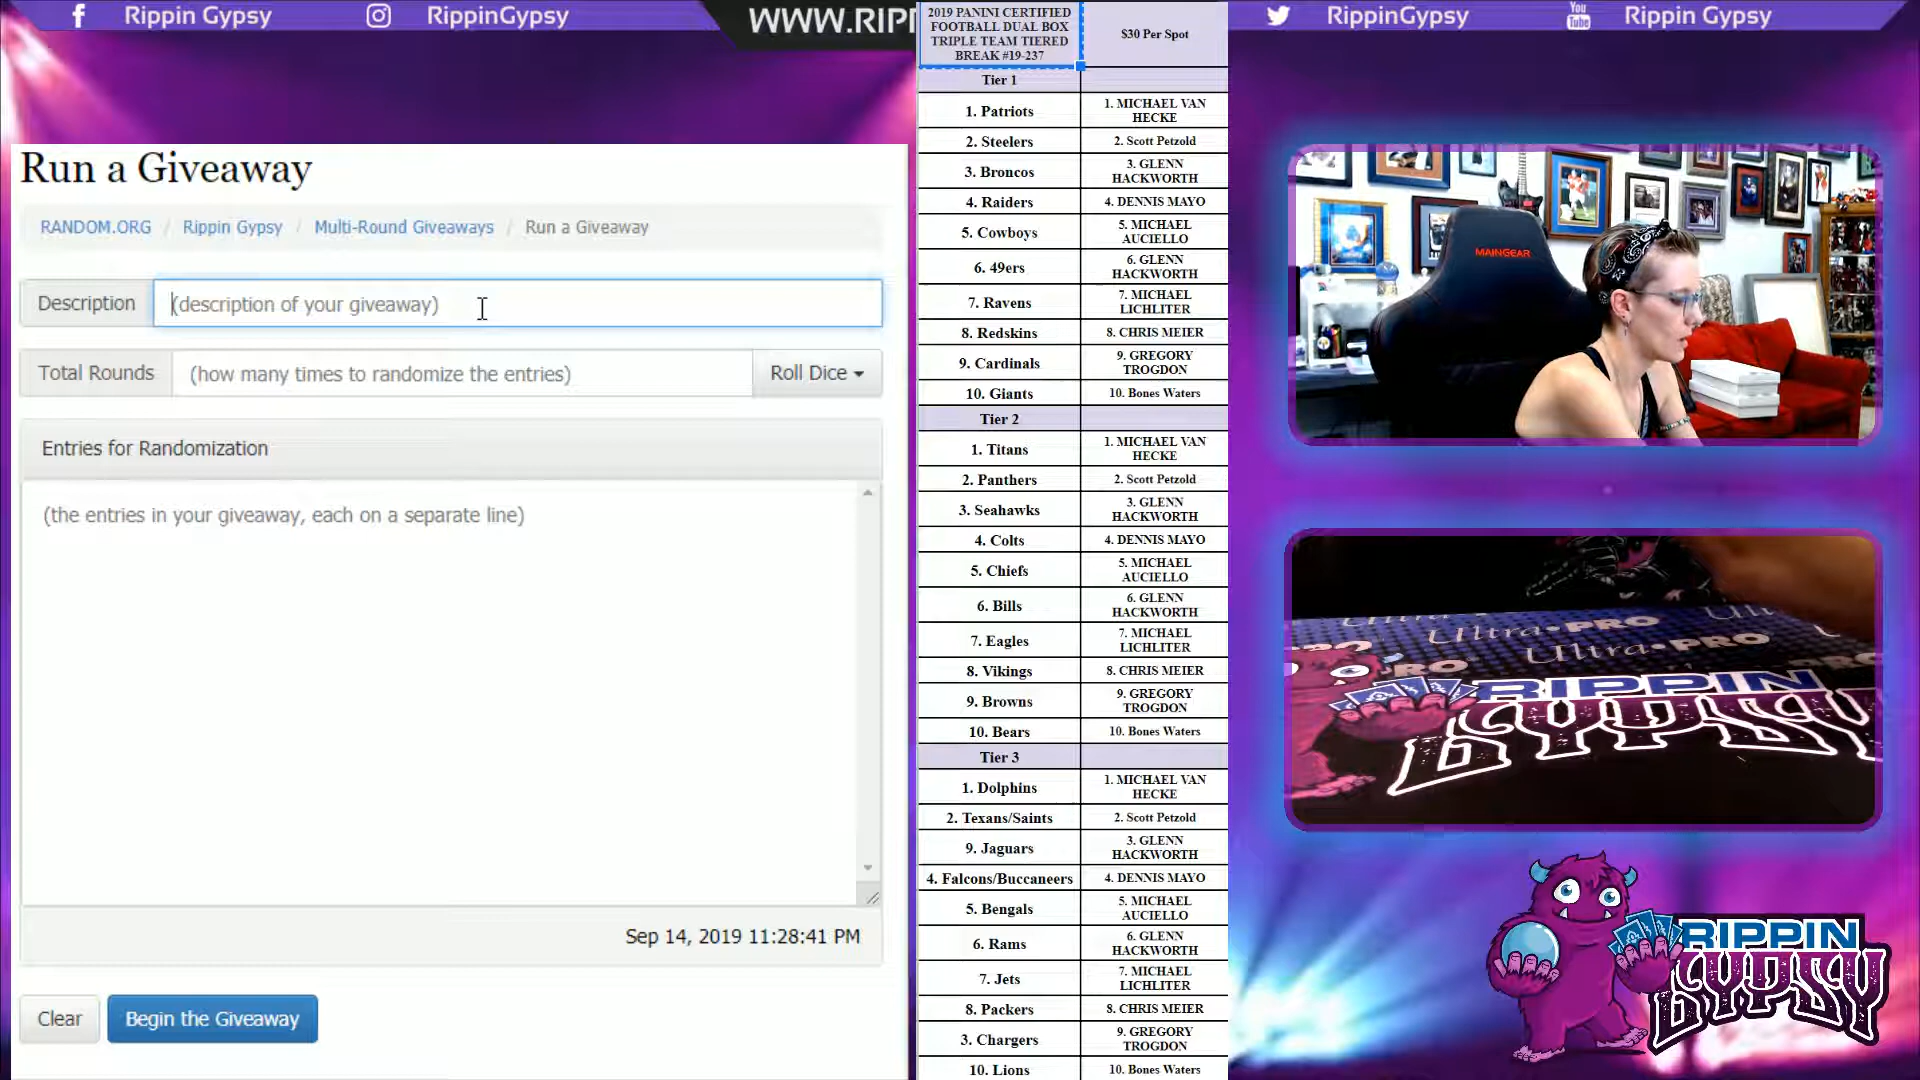 Rippin Gypsy
RippinGypsy
WWW.RIPP
RippinGypsy
You Tube
Rippin Gypsy
Run a Giveaway
RANDOM.ORG / Rippin Gypsy / Multi-Round Giveaways / Run a Giveaway
Description (description of your giveaway)
Total Rounds (how many times to randomize the entries) Roll Dice
Entries for Randomization
(the entries in your giveaway, each on a separate line)
Sep 14, 2019 11:28:41 PM
Clear Begin the Giveaway
2019 PANINI CERTIFIED
FOOTBALL DUAL BOX
TRIPLE TEAM TIERED
BREAK #19-237
$30 Per Spot
Tier 1
1. Patriots 1. MICHAEL VAN
HECKE
2. Steelers 2. Scott Petzold
3. Broncos 3. GLENN
HACKWORTH
4. Raiders 4. DENNIS MAYO
5. Cowboys 5. MICHAEL
AUCIELLO
6. 49ers 6. GLENN
HACKWORTH
7. Ravens 7. MICHAEL
LICHLITER
8. Redskins 8. CHRIS MEIER
9. Cardinals 9. GREGORY
TROGDON
10. Giants 10. Bones Waters
Tier 2
1. Titans 1. MICHAEL VAN
HECKE
2. Panthers 2. Scott Petzold
3. Seahawks 3. GLENN
HACKWORTH
4. Colts 4. DENNIS MAYO
5. Chiefs 5. MICHAEL
AUCIELLO
6. Bills 6. GLENN
HACKWORTH
7. Eagles 7. MICHAEL
LICHLITER
8. Vikings 8. CHRIS MEIER
9. Browns 9. GREGORY
TROGDON
10. Bears 10. Bones Waters
Tier 3
1. Dolphins 1. MICHAEL VAN
HECKE
2. Texans/Saints 2. Scott Petzold
9. Jaguars 3. GLENN
HACKWORTH
4. Falcons/Buccaneers 4. DENNIS MAYO
5. Bengals 5. MICHAEL
AUCIELLO
6. Rams 6. GLENN
HACKWORTH
7. Jets 7. MICHAEL
LICHLITER
8. Packers 8. CHRIS MEIER
3. Chargers 9. GREGORY
TROGDON
10. Lions 10. Bones Waters
MAINGEAR
Ultra•PRO
Ultra•PRO
RIPPIN
GYPSY
RIPPIN
GYPSY